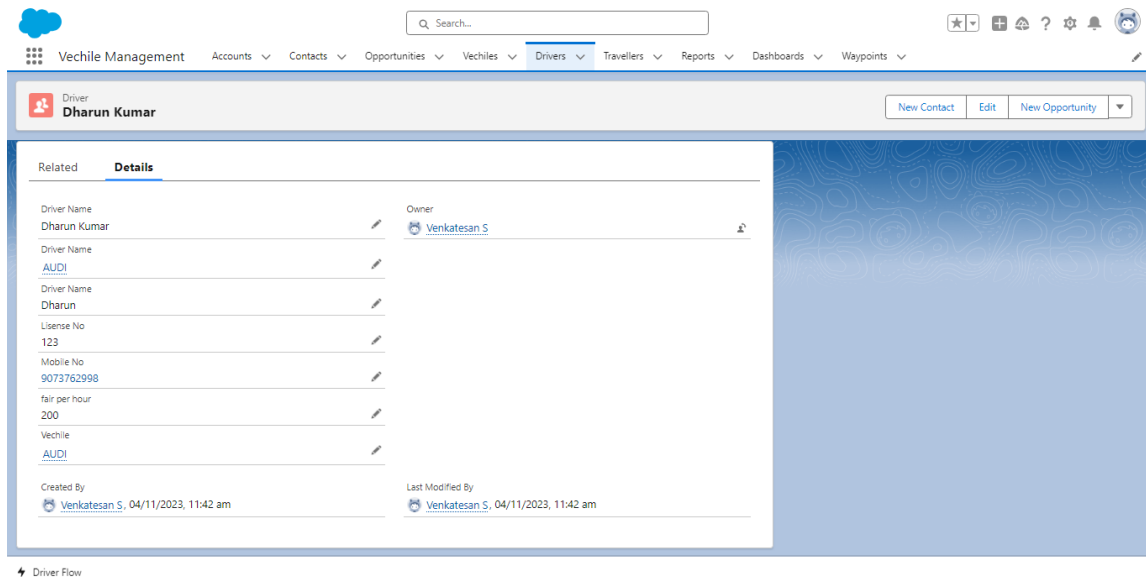 Search...
Vechile Management Accounts Contacts Opportunities Vechiles Drivers Travellers Reports Dashboards Waypoints
Driver
Dharun Kumar
New Contact Edit New Opportunity
Related Details
Driver Name
Dharun Kumar
Owner
Venkatesan S
Driver Name
AUDI
Driver Name
Dharun
Lisense No
123
Mobile No
9073762998
fair per hour
200
Vechile
AUDI
Created By
Venkatesan S, 04/11/2023, 11:42 am
Last Modified By
Venkatesan S, 04/11/2023, 11:42 am
Driver Flow